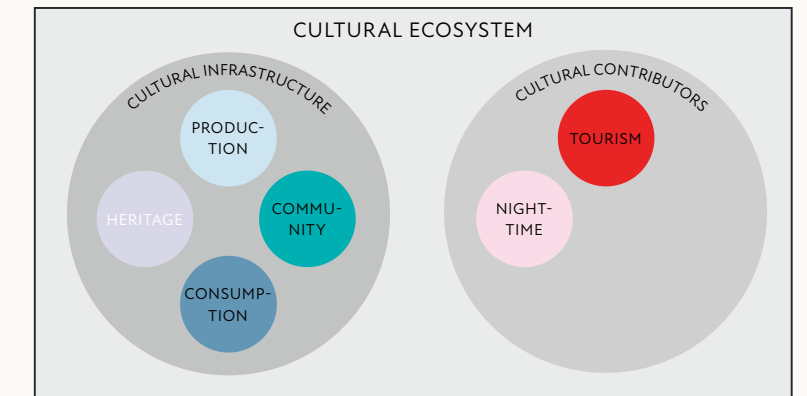 CULTURAL ECOSYSTEM
CULTURAL INFRASTRUCTURE
PRODUC-
TION
HERITAGE
COMMU-
NITY
CONSUMP-
TION
CULTURAL CONTRIBUTORS
TOURISM
NIGHT-
TIME